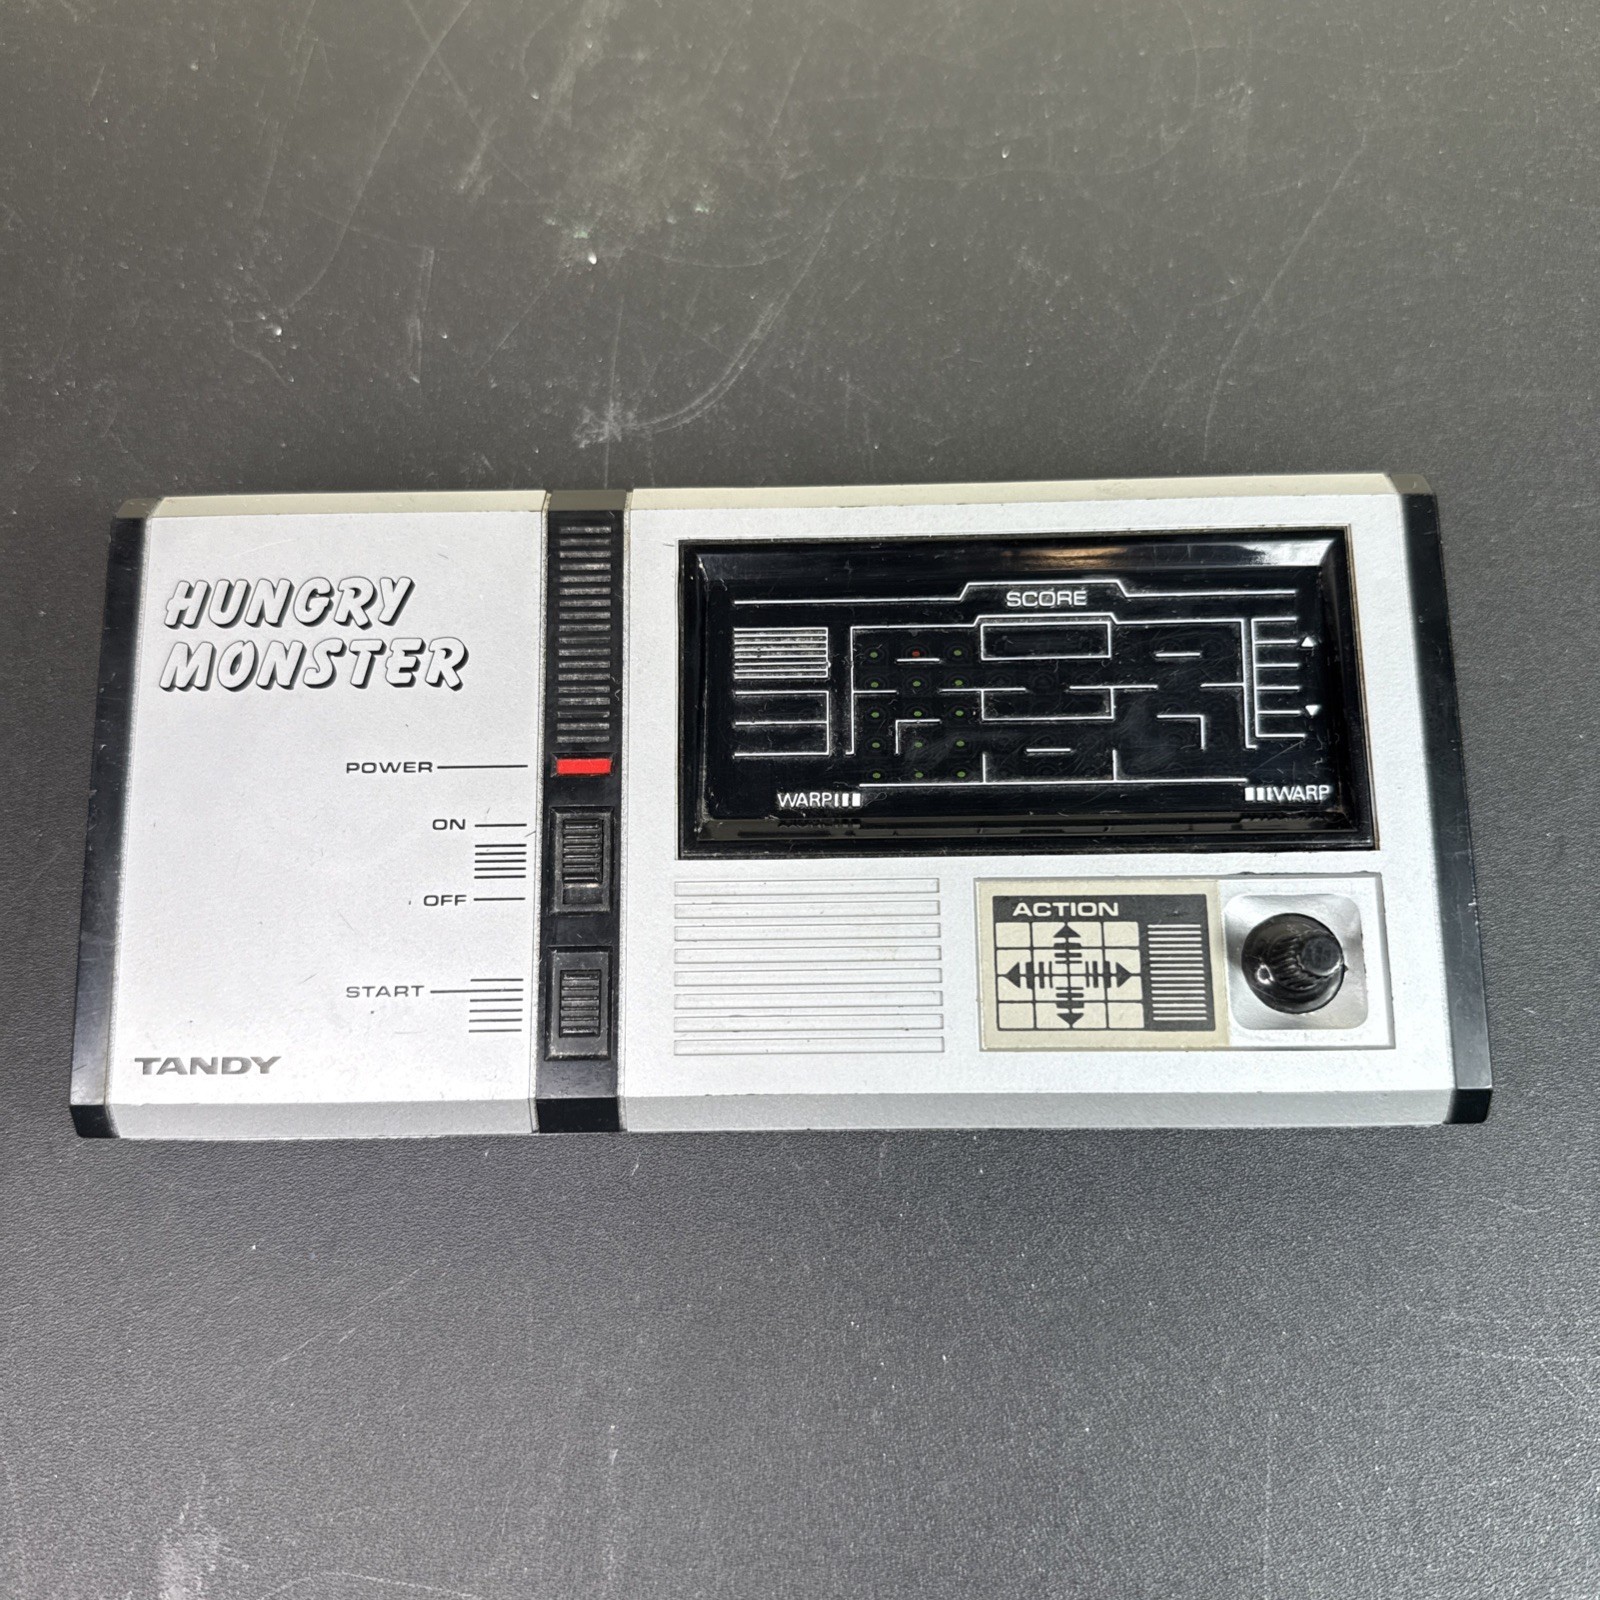 HUNGRY
MONSTER
POWER
ON
OFF
START
TANDY
SCORE
WARP
WARP
ACTION